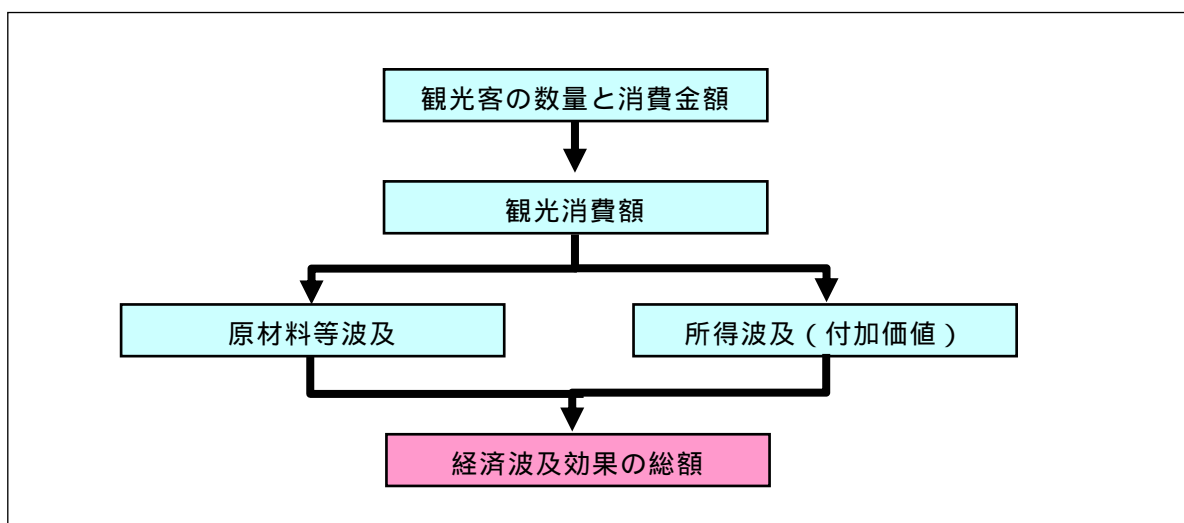 観光客の数量と消費金額
観光消費額
原材料等波及
所得波及（付加価値）
経済波及効果の総額